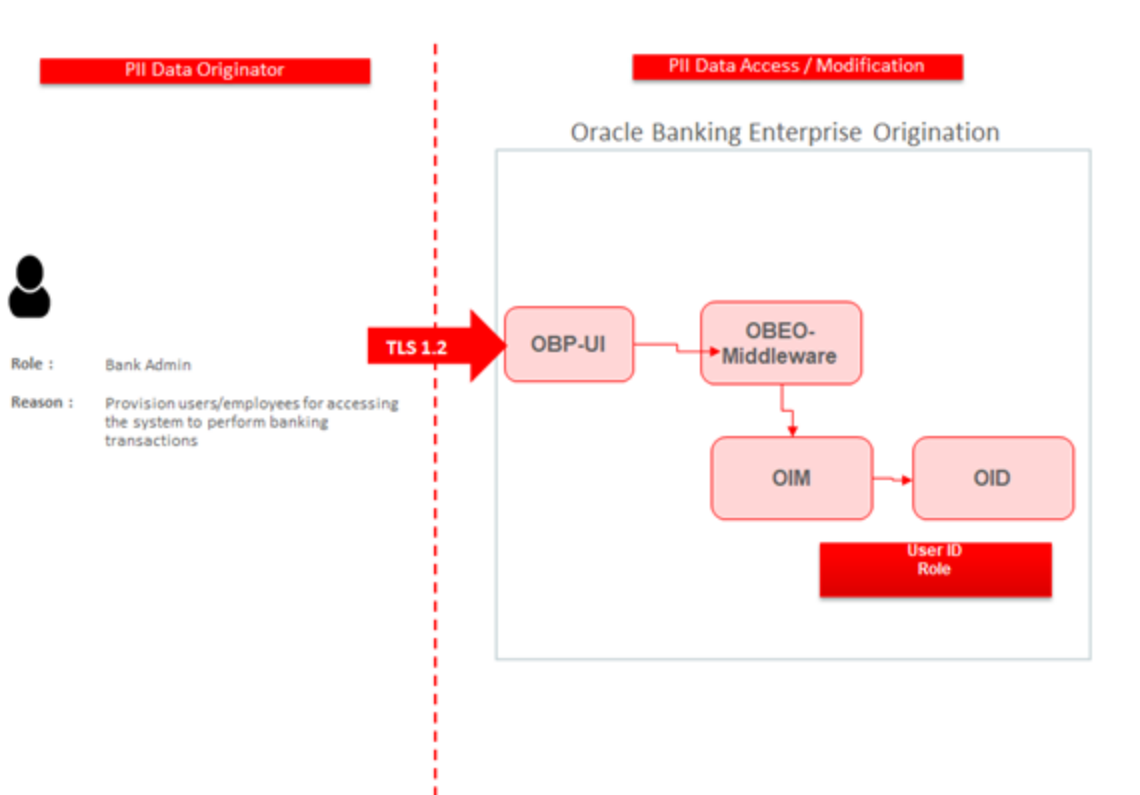 PII Data Originator
PII Data Access / Modification
Oracle Banking Enterprise Origination
TLS 1.2
OBP-UI
OBEO-
Middleware
Role :
Bank Admin
Reason :
Provision users/employees for accessing
the system to perform banking
transactions
OIM
OID
User ID
Role